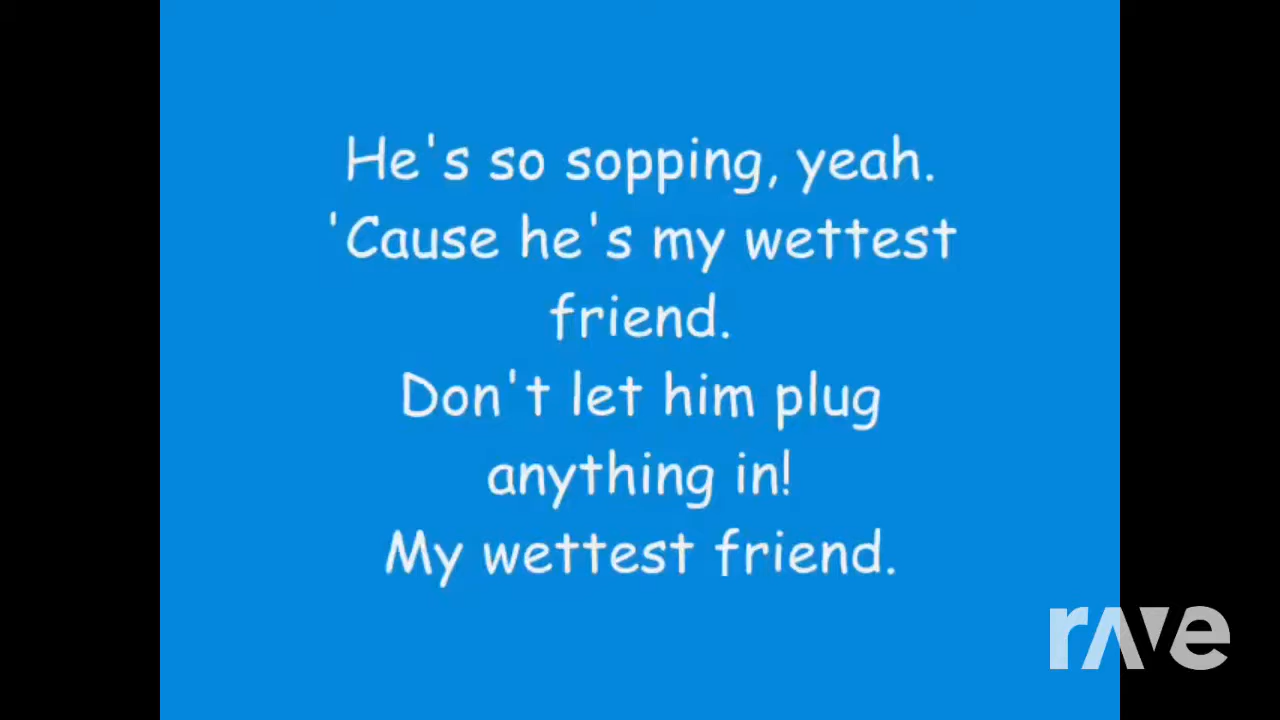 He's so sopping, yeah.
'Cause he's my wettest
friend.
Don't let him plug
anything in!
My wettest friend.
rave